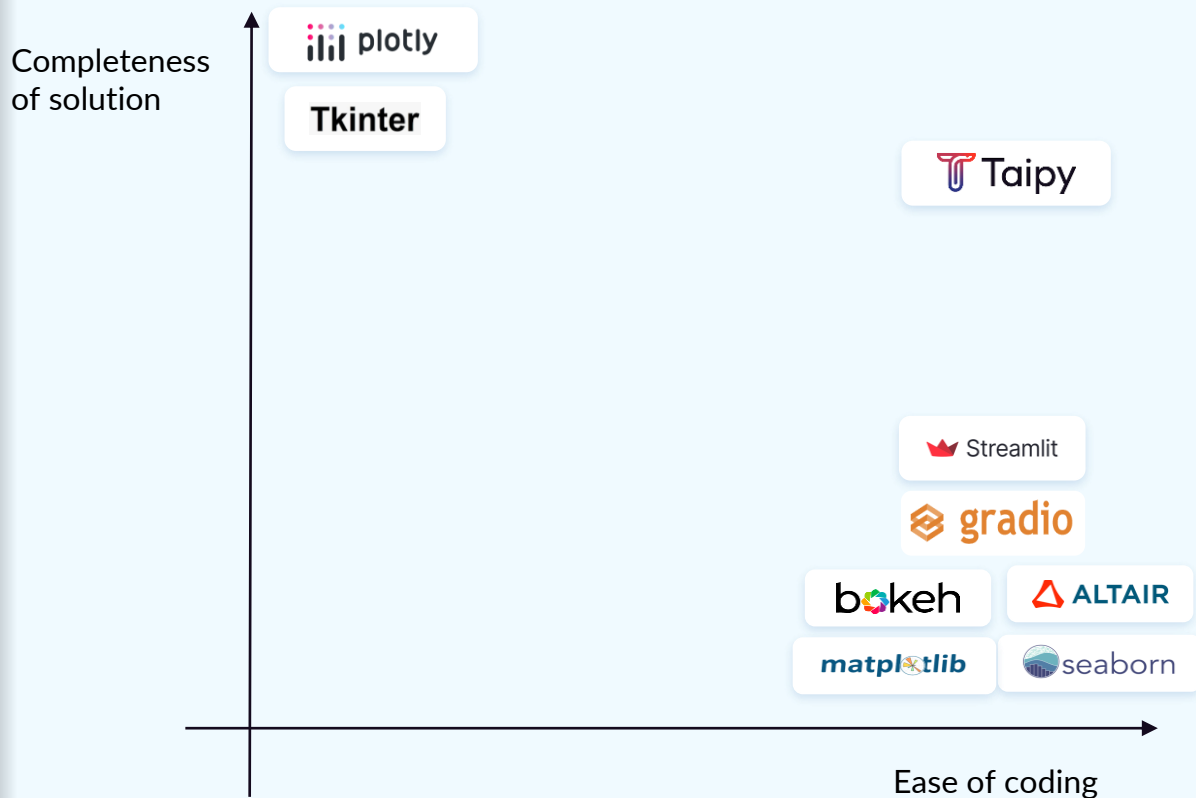 plotly
Completeness
of solution
Tkinter
Taipy
Streamlit
gradio
bokeh
ALTAIR
matplotlib
seaborn
Ease of coding